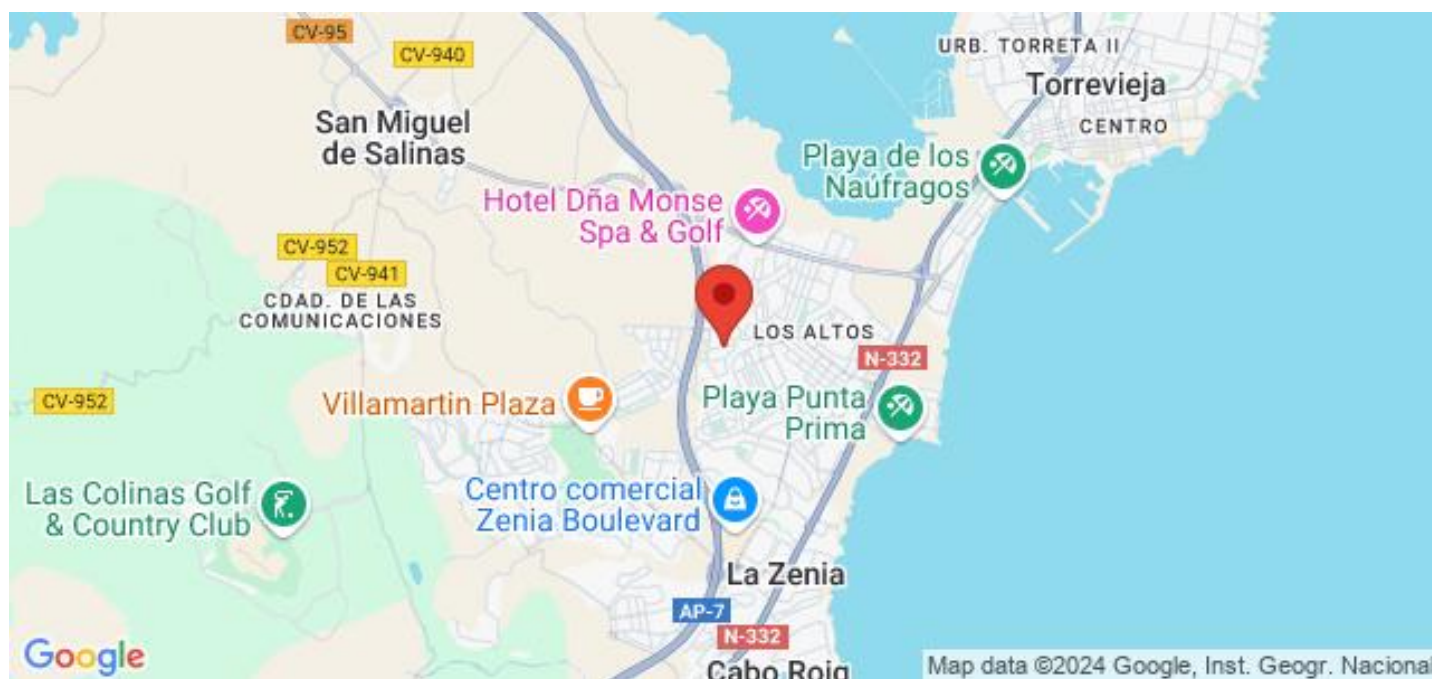 CV-95
CV-940
URB. TORRETA II
Torrevieja
CENTRO
San Miguel
de Salinas
Playa de los
Naúfragos
Hotel Dña Monse
Spa & Golf
CV-952
CV-941
CDAD. DE LAS
COMUNICACIONES
LOS ALTOS
N-332
CV-952
Villamartin Plaza
Playa Punta
Prima
Las Colinas Golf
& Country Club
Centro comercial
Zenia Boulevard
La Zenia
AP-7
N-332
Cabo Roig
Google
Map data ©2024 Google, Inst. Geogr. Nacional